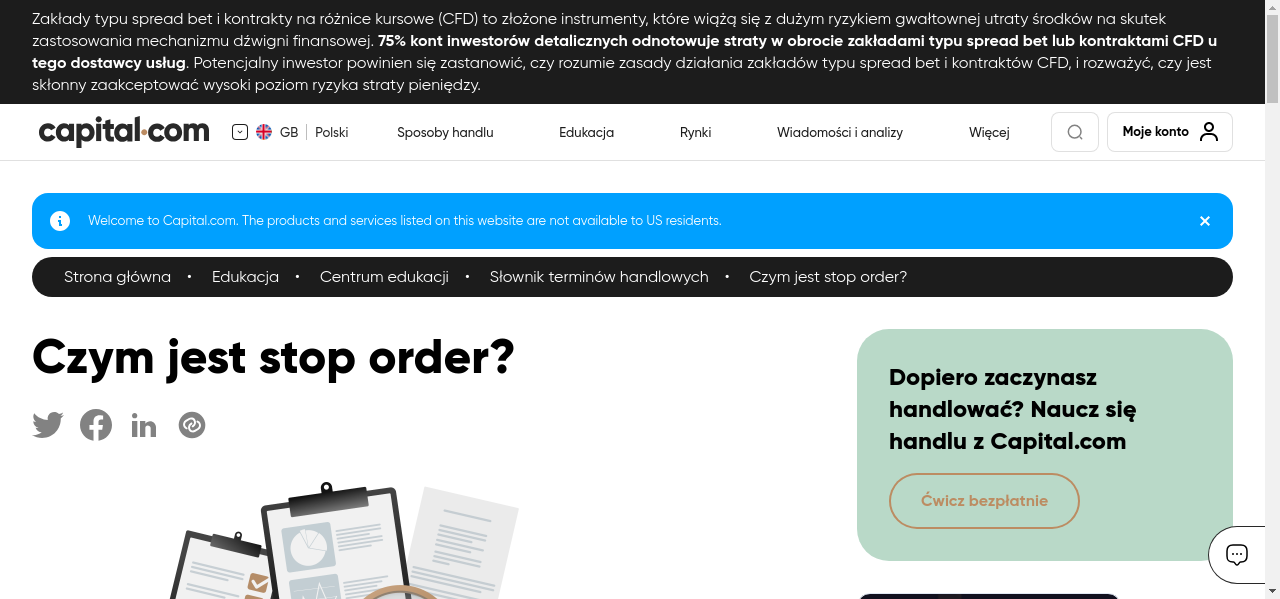 Zakłady typu spread bet i kontrakty na różnice kursowe (CFD) to złożone instrumenty, które wiążą się z dużym ryzykiem gwałtownej utraty środków na skutek
zastosowania mechanizmu dźwigni finansowej. 75% kont inwestorów detalicznych odnotowuje straty w obrocie zakładami typu spread bet lub kontraktami CFD u
tego dostawcy usług. Potencjalny inwestor powinien się zastanowić, czy rozumie zasady działania zakładów typu spread bet i kontraktów CFD, i rozważyć, czy jest
skłonny zaakceptować wysoki poziom ryzyka straty pieniędzy.
capital.com GB Polski Sposoby handlu Edukacja Rynki Wiadomości i analizy Więcej Moje konto
Welcome to Capital.com. The products and services listed on this website are not available to US residents.
Strona główna • Edukacja • Centrum edukacji • Słownik terminów handlowych • Czym jest stop order?
Czym jest stop order?
Dopiero zaczynasz
handlować? Naucz się
handlu z Capital.com
Ćwicz bezpłatnie